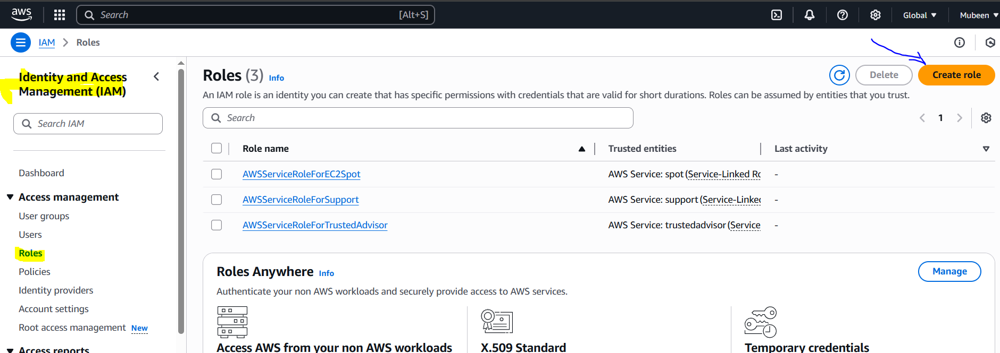 aws Search [Alt+S] Global Mubeen
IAM > Roles
Identity and Access
Management (IAM)
Search IAM
Dashboard
Access management
User groups
Users
Roles
Policies
Identity providers
Account settings
Root access management New
Access reports
Roles (3) Info
Delete
Create role
An IAM role is an identity you can create that has specific permissions with credentials that are valid for short durations. Roles can be assumed by entities that you trust.
Search
1
Role name Trusted entities Last activity
AWSServiceRoleForEC2Spot AWS Service: spot (Service-Linked Ro -
AWSServiceRoleForSupport AWS Service: support (Service-Linked -
AWSServiceRoleForTrustedAdvisor AWS Service: trustedadvisor (Service -
Roles Anywhere Info
Manage
Authenticate your non AWS workloads and securely provide access to AWS services.
Access AWS from your non AWS workloads
X.509 Standard
Temporary credentials